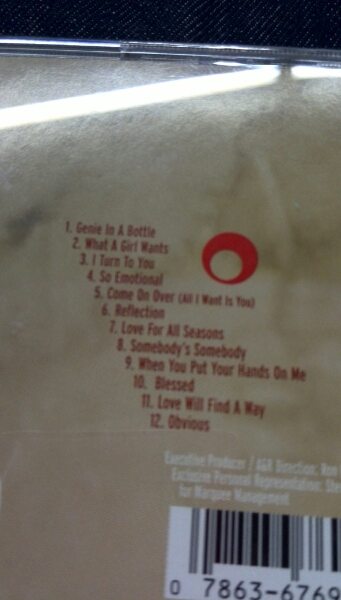 1. Genie In A Bottle
2. What A Girl Wants
3. I Turn To You
4. So Emotional
5. Come On Over (All I Want Is You)
6. Reflection
7. Love For All Seasons
8. Somebody's Somebody
9. When You Put Your Hands On Me
10. Blessed
11. Love Will Find A Way
12. Obvious
Executive Producer / A&R Direction: Ron
Exclusive Personal Representation: Ste
for Marquee Management
0 7863-6769